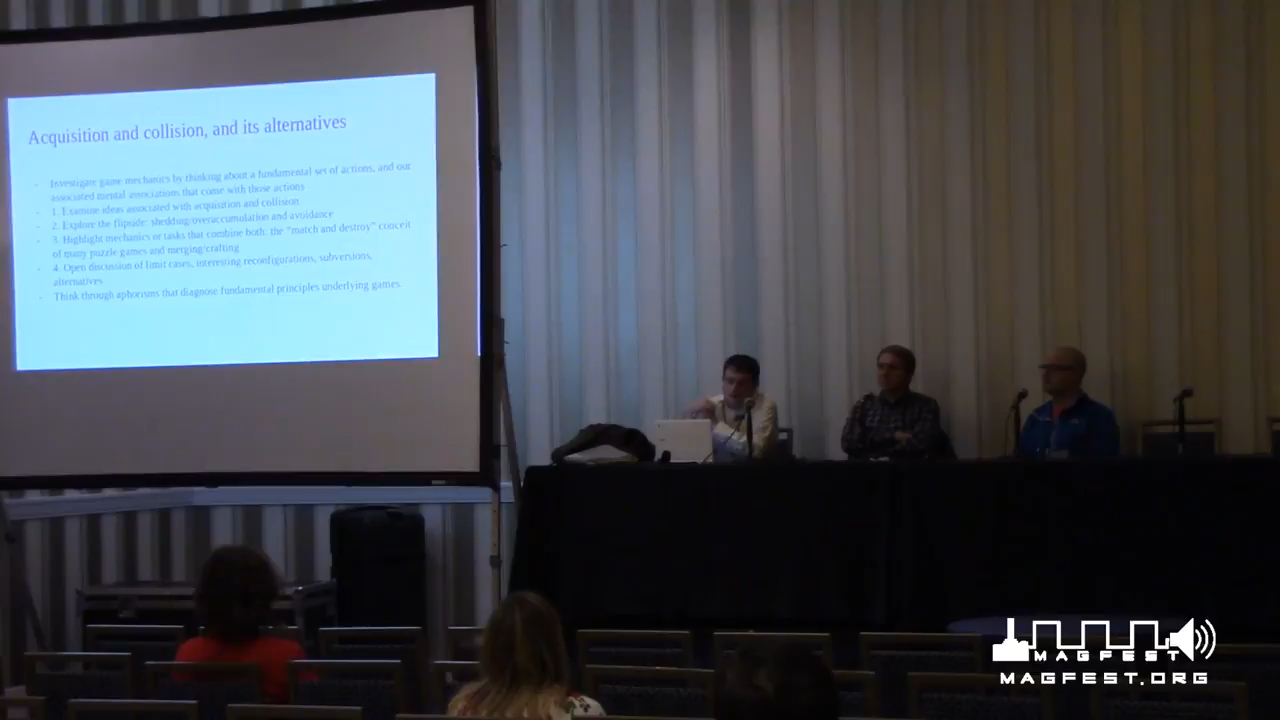 Acquisition and collision, and its alternatives
- Investigate game mechanics by thinking about a fundamental set of actions, and our
associated mental associations that come with those actions
- 1. Examine ideas associated with acquisition and collision
- 2. Explore the flipside: shedding/overaccumulation and avoidance
- 3. Highlight mechanics or tasks that combine both: the “match and destroy” conceit
of many puzzle games and merging/crafting
- 4. Open discussion of limit cases, interesting reconfigurations, subversions,
alternatives
- Think through aphorisms that diagnose fundamental principles underlying games.
MAGFEST
MAGFEST.ORG